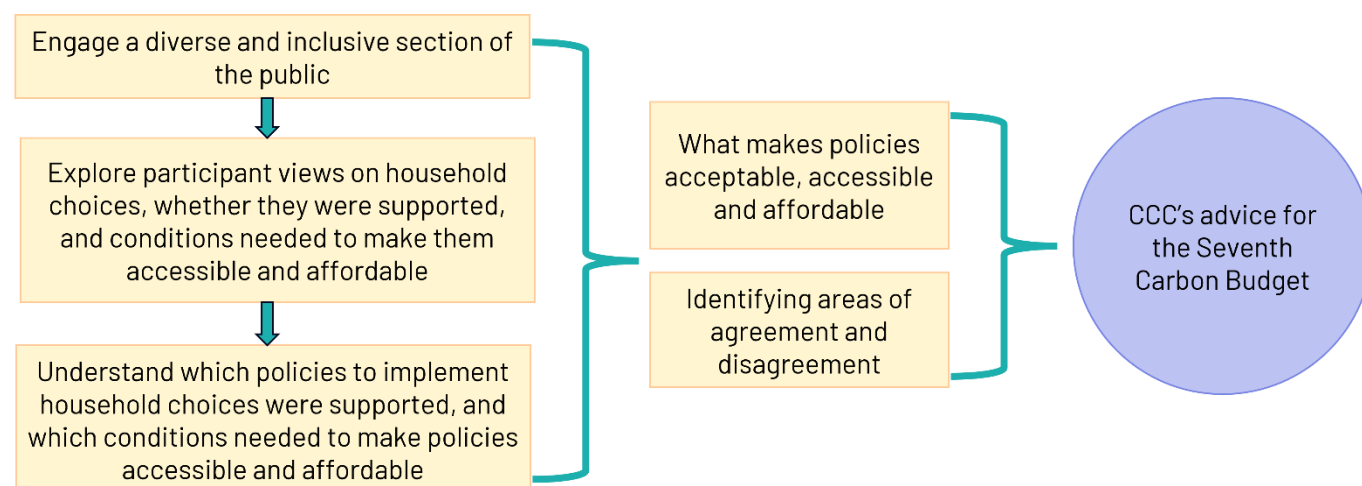 Engage a diverse and inclusive section of
the public
Explore participant views on household
choices, whether they were supported,
and conditions needed to make them
accessible and affordable
Understand which policies to implement
household choices were supported, and
which conditions needed to make policies
accessible and affordable
What makes policies
acceptable, accessible
and affordable
Identifying areas of
agreement and
disagreement
CCC's advice for
the Seventh
Carbon Budget